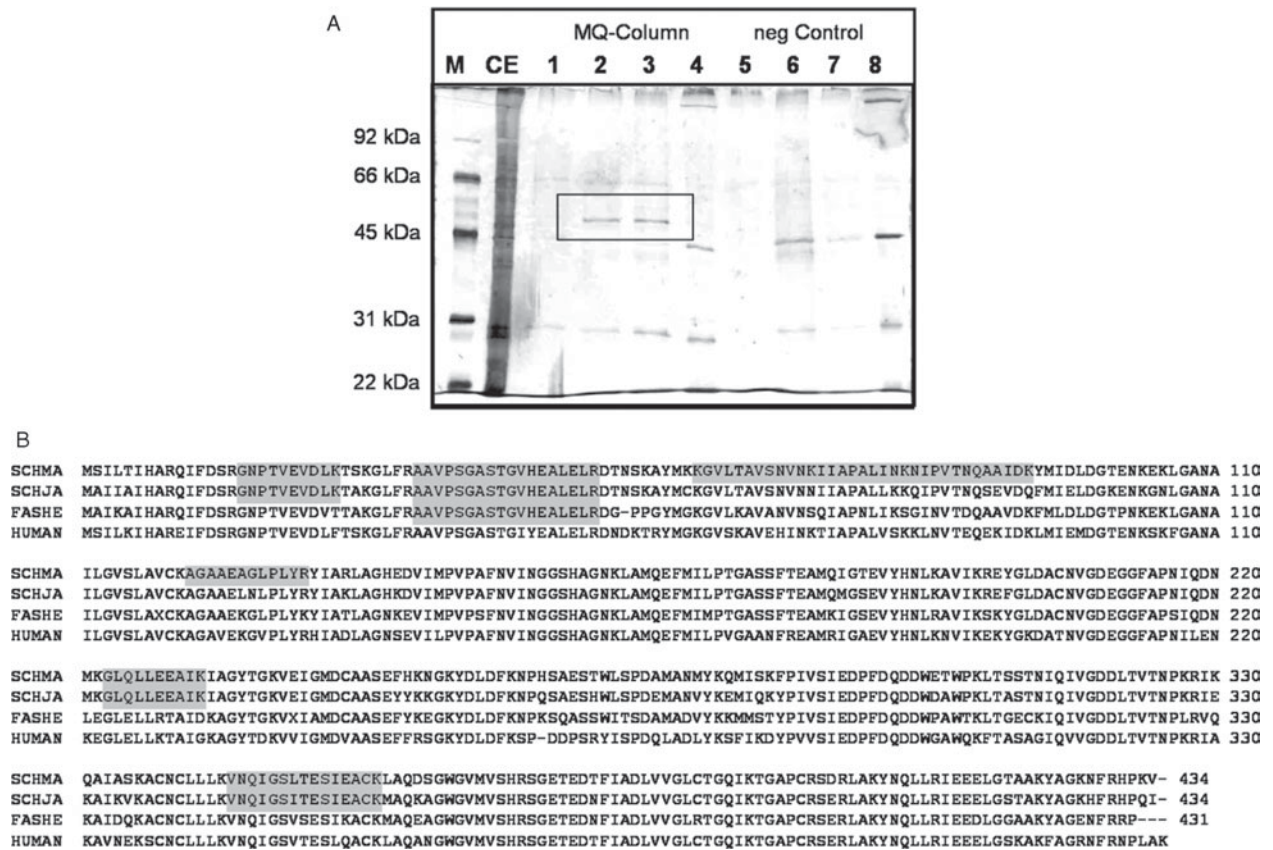 A
MQ-Column neg Control
M CE 1 2 3 4 5 6 7 8
92 kDa
66 kDa
45 kDa
31 kDa
22 kDa
B
SCHMA MSILTIHARQIFDSRGNPTVEVDLKTSKGLFRAAVPSGASTGVHEALELRDTNSKAYMKKGVLTAVSNVNKIIAPALINKNIPVTNQAAIDKYMIDLDGTENKEKLGANA 110
SCHJA MAIIAIHARQIFDSRGNPTVEVDLKTAKGLFRAAVPSGASTGVHEALELRDTNSKAYMCKGVLTAVSNVNNIIAPALLKKQIPVTNQSEVDQFMIELDGKENKGNLGANA 110
FASHE MAIKAIHARQIFDSRGNPTVEVDVTTAKGLFRAAVPSGASTGVHEALELRDG-PPGYMGKGVLKAVANVNSQIAPNLIKSGINVTDQAAVDKFMLDLDGTPNKEKLGANA 110
HUMAN MSILKIHAREIFDSRGNPTVEVDLFTSKGLFRAAVPSGASTGIYEALELRDNDKTRYMGKGVSKAVEHINKTIAPALVSKKLNVTEQEKIDKLMIEMDGTENKSKFGANA 110
SCHMA ILGVSLAVCKAGAAEAGLPLYRYIARLAGHEDVIMPVPAFNVINGGSHAGNKLAMQEFMILPTGASSFTEAMQIGTEVYHNLKAVIKREYGLDACNVGDEGGFAPNIQDN 220
SCHJA ILGVSLAVCKAGAAELNLPLYRYIAKLAGHKDVIMPVPAFNVINGGSHAGNKLAMQEFMILPTGASSFTEAMQMGSEVYHNLKAVIKREFGLDACNVGDEGGFAPNIQDN 220
FASHE ILGVSLAXCKAGAAEKGLPLYKYIATLAGNKEVIMPVPSFNVINGGSHAGNKLAMQEFMIMPTGASSFTEAMKIGSEVYHNLRAVIKSKYGLDACNVGDEGGFAPSIQDN 220
HUMAN ILGVSLAVCKAGAVEKGVPLYRHIADLAGNSEVILPVPAFNVINGGSHAGNKLAMQEFMILPVGAANFREAMRIGAEVYHNLKNVIKEKYGKDATNVGDEGGFAPNILEN 220
SCHMA MKGLQLLEEAIKIAGYTGKVEIGMDCAASEFHKNGKYDLDFKNPHSAESTWLSPDAMANMYKQMISKFPIVSIEDPFDQDDWETWPKLTSSTNIQIVGDDLTVTNPKRIK 330
SCHJA MKGLQLLEEAIKIAGYTGKVEIGMDCAASEYYKKGKYDLDFKNPQSAESHWLSPDEMANVYKEMIQKYPIVSIEDPFDQDDWDAWPKLTASTNIQIVGDDLTVTNPKRIE 330
FASHE LEGLELLRTAIDKAGYTGKVXIAMDCAASEFYKEGKYDLDFKNPKSQASSWITSDAMADVYKKMMSTYPIVSIEDPFDQDDWPAWTKLTGECKIQIVGDDLTVTNPLRVQ 330
HUMAN KEGLELLKTAIGKAGYTDKVVIGMDVAASEFFRSGKYDLDFKSP-DDPSRYISPDQLADLYKSFIKDYPVVSIEDPFDQDDWGAWQKFTASAGIQVVGDDLTVTNPKRIA 330
SCHMA QAIASKACNCLLLKVNQIGSLTESIEACKLAQDSGWGVMVSHRSGETEDTFIADLVVGLCTGQIKTGAPCRSDRLAKYNQLLRIEEELGTAAKYAGKNFRHPKV- 434
SCHJA KAIKVKACNCLLLKVNQIGSITESIEACKMAQKAGWGVMVSHRSGETEDNFIADLVVGLCTGQIKTGAPCRSERLAKYNQLLRIEEELGSTAKYAGKHFRHPQI- 434
FASHE KAIDQKACNCLLLKVNQIGSVSESIKACKMAQEAGWGVMVSHRSGETEDTFIADLVVGLRTGQIKTGAPCRSERLAKYNQLLRIEEDLGGAAKYAGENFRRP--- 431
HUMAN KAVNEKSCNCLLLKVNQIGSVTESLQACKLAQANGWGVMVSHRSGETEDTFIADLVVGLCTGQIKTGAPCRSERLAKYNQLLRIEEELGSKAKFAGRNFRNPLAK